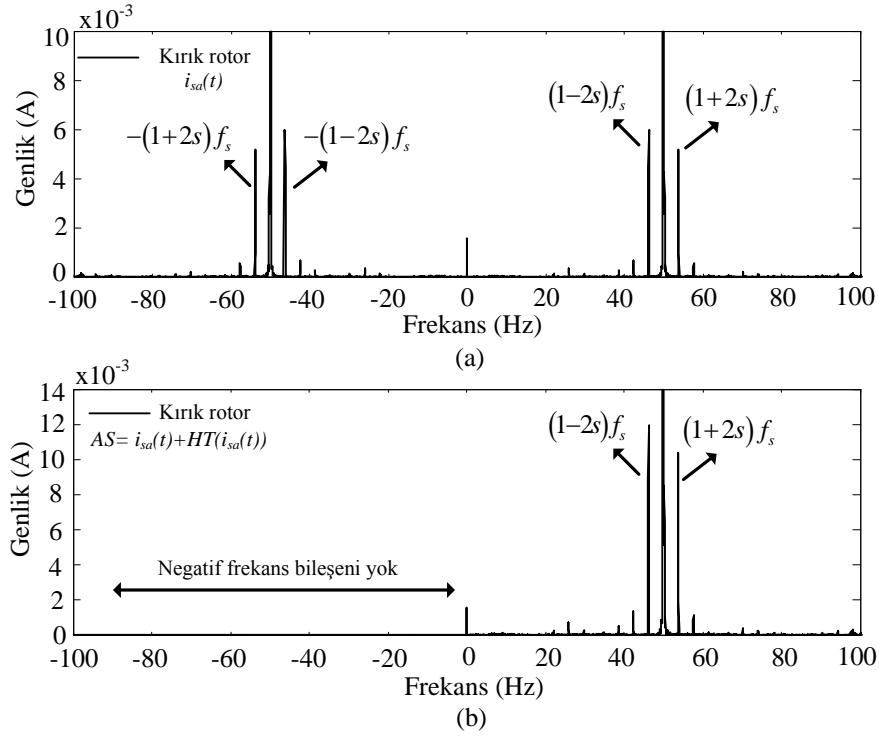 x10⁻³
10
8
6
4
2
0
Genlik (A)
Kırık rotor
i_sa(t)
−(1+2s)f_s
−(1−2s)f_s
(1−2s)f_s
(1+2s)f_s
-100 -80 -60 -40 -20 0 20 40 60 80 100
Frekans (Hz)
(a)
x10⁻³
14
12
10
8
6
4
2
0
Genlik (A)
Kırık rotor
AS= i_sa(t)+HT(i_sa(t))
(1−2s)f_s
(1+2s)f_s
Negatif frekans bileşeni yok
-100 -80 -60 -40 -20 0 20 40 60 80 100
Frekans (Hz)
(b)